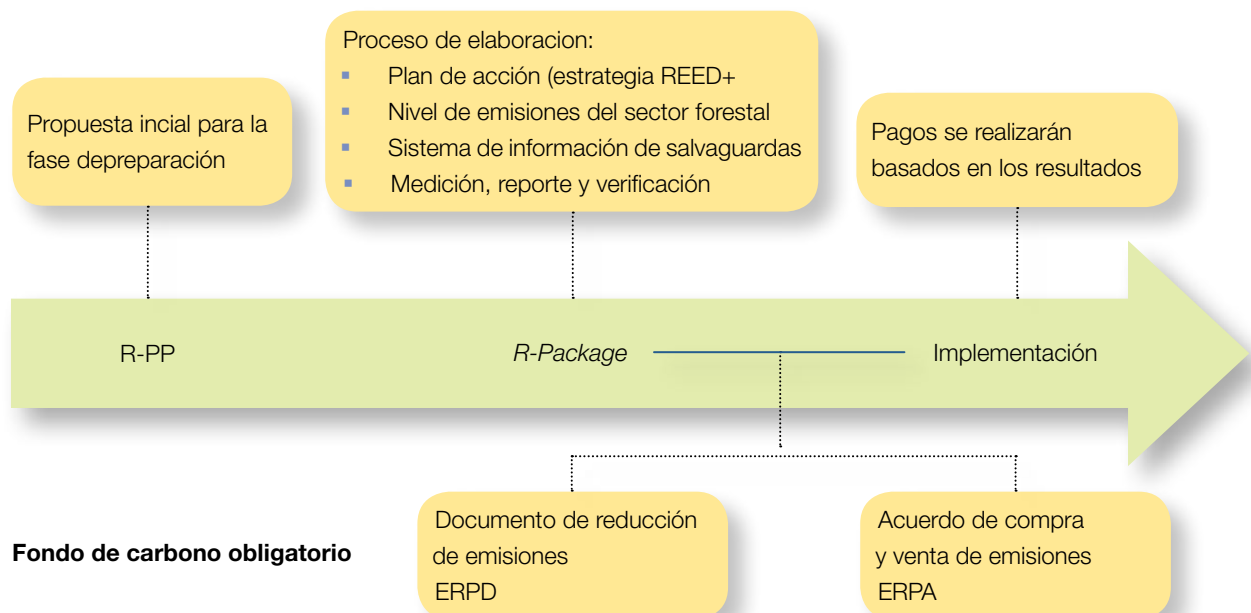 Propuesta incial para la
fase depreparación
Proceso de elaboracion:
▪ Plan de acción (estrategia REED+
▪ Nivel de emisiones del sector forestal
▪ Sistema de información de salvaguardas
▪ Medición, reporte y verificación
Pagos se realizarán
basados en los resultados
R-PP
R-Package
Implementación
Fondo de carbono obligatorio
Documento de reducción
de emisiones
ERPD
Acuerdo de compra
y venta de emisiones
ERPA